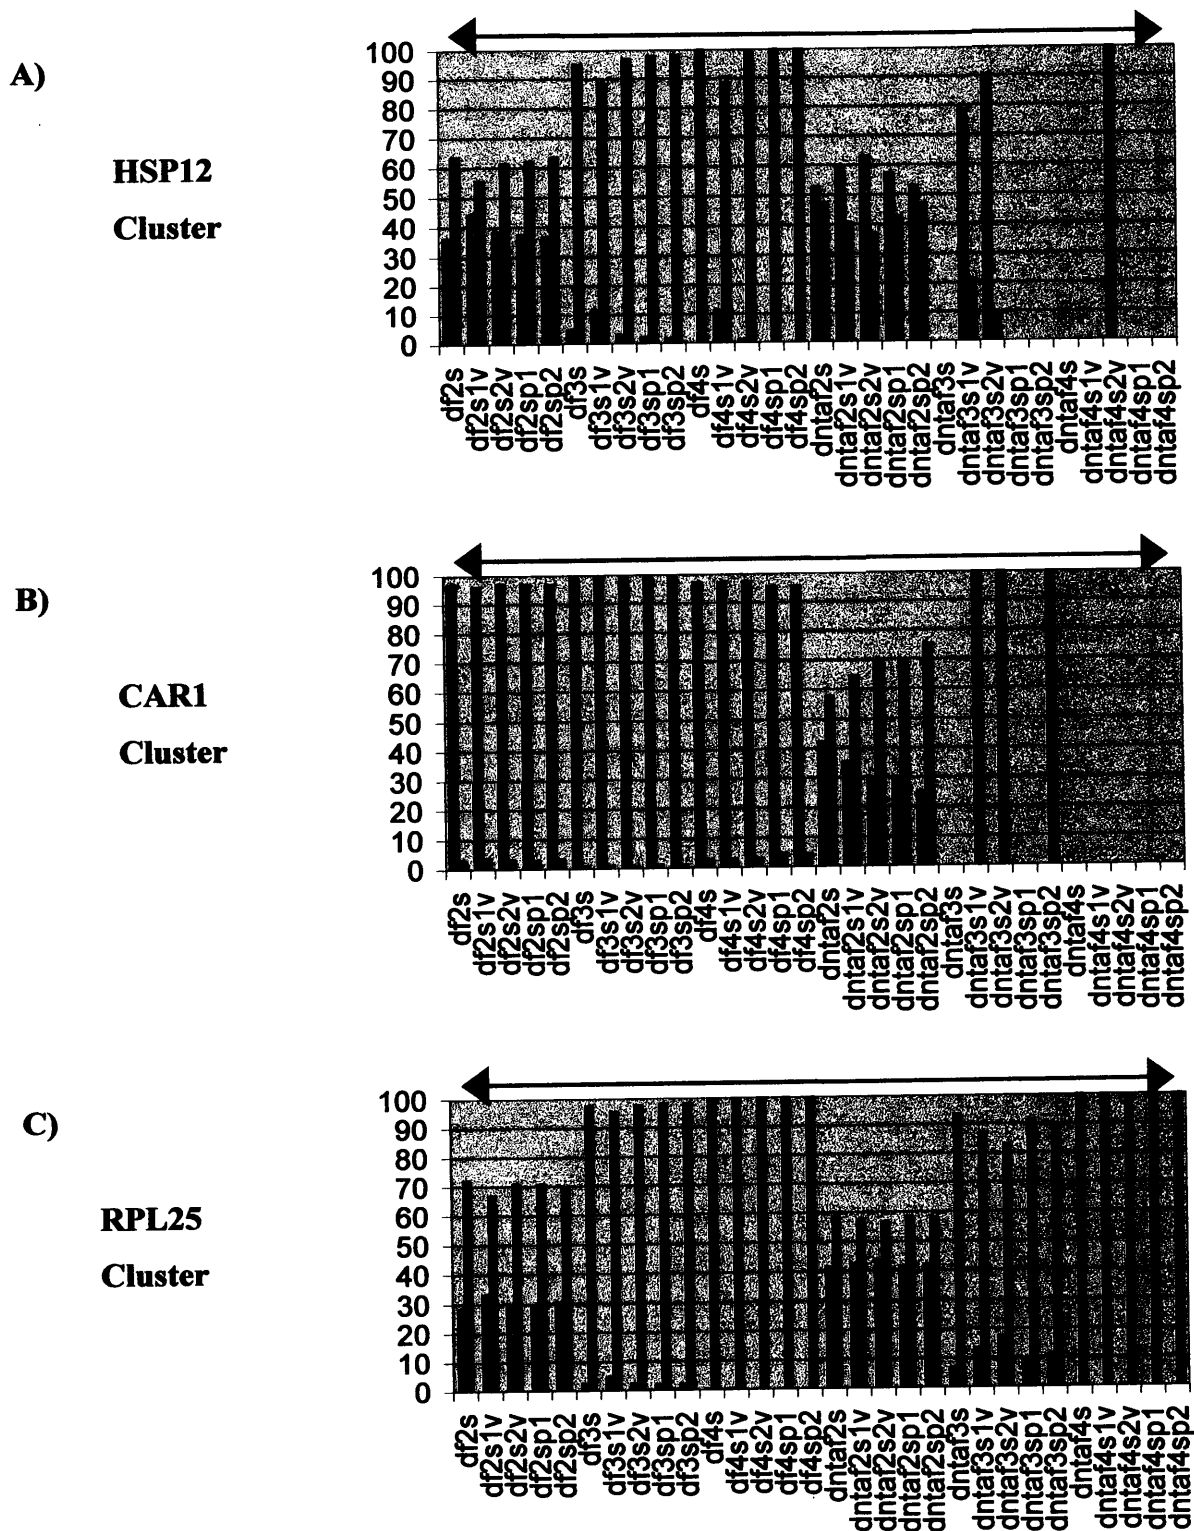 A)
HSP12
Cluster
100
90
80
70
60
50
40
30
20
10
0
df2s
df2s1v
df2s2v
df2sp1
df2sp2
df3s
df3s1v
df3s2v
df3sp1
df3sp2
df4s
df4s1v
df4s2v
df4sp1
df4sp2
dntaf2s
dntaf2s1v
dntaf2s2v
dntaf2sp1
dntaf2sp2
dntaf3s
dntaf3s1v
dntaf3s2v
dntaf3sp1
dntaf3sp2
dntaf4s
dntaf4s1v
dntaf4s2v
dntaf4sp1
dntaf4sp2
B)
CAR1
Cluster
100
90
80
70
60
50
40
30
20
10
0
df2s
df2s1v
df2s2v
df2sp1
df2sp2
df3s
df3s1v
df3s2v
df3sp1
df3sp2
df4s
df4s1v
df4s2v
df4sp1
df4sp2
dntaf2s
dntaf2s1v
dntaf2s2v
dntaf2sp1
dntaf2sp2
dntaf3s
dntaf3s1v
dntaf3s2v
dntaf3sp1
dntaf3sp2
dntaf4s
dntaf4s1v
dntaf4s2v
dntaf4sp1
dntaf4sp2
C)
RPL25
Cluster
100
90
80
70
60
50
40
30
20
10
0
df2s
df2s1v
df2s2v
df2sp1
df2sp2
df3s
df3s1v
df3s2v
df3sp1
df3sp2
df4s
df4s1v
df4s2v
df4sp1
df4sp2
dntaf2s
dntaf2s1v
dntaf2s2v
dntaf2sp1
dntaf2sp2
dntaf3s
dntaf3s1v
dntaf3s2v
dntaf3sp1
dntaf3sp2
dntaf4s
dntaf4s1v
dntaf4s2v
dntaf4sp1
dntaf4sp2